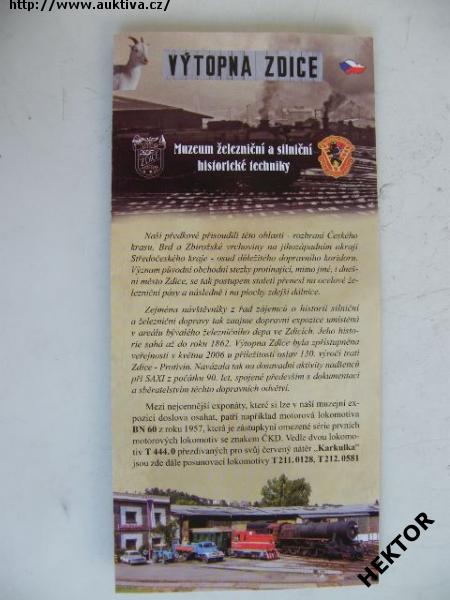 http://www.auktiva.cz/
VÝTOPNA ZDICE
Muzeum železniční a silniční
historické techniky
ZDICE
Naši předkové přisoudili této oblasti - rozhraní Českého
krasu, Brd a Zbirožské vrchoviny na jihozápadním okraji
Středočeského kraje - osud důležitého dopravního koridoru.
Význam původní obchodní stezky protínající, mimo jiné, i dneš-
ní město Zdice, se tak postupem staletí přenesl na ocelové že-
lezniční pásy a následně i na plochy zdejší dálnice.
Zejména návštěvníky z řad zájemců o historii silniční
a železniční dopravy tak zaujme dopravní expozice umístěná
v areálu bývalého železničního depa ve Zdicích. Jeho histo-
rie sahá až do roku 1862. Výtopna Zdice byla zpřístupněna
veřejnosti v květnu 2006 u příležitosti oslav 130. výročí trati
Zdice - Protivín. Navázala tak na dosavadní aktivity nadšenců
při SAXI z počátku 90. let, spojené především s dokumentací
a sběratelstvím těchto dopravních odvětví.
Mezi nejcennější exponáty, které si lze v naší muzejní ex-
pozici doslova osahat, patří například motorová lokomotiva
BN 60 z roku 1957, která je zástupkyní omezené série prvních
motorových lokomotiv se znakem ČKD. Vedle dvou lokomo-
tiv T 444.0 přezdívaných pro svůj červený nátěr „Karkulka"
jsou zde dále posunovací lokomotivy T211.0128, T212.0581
HEKTOR